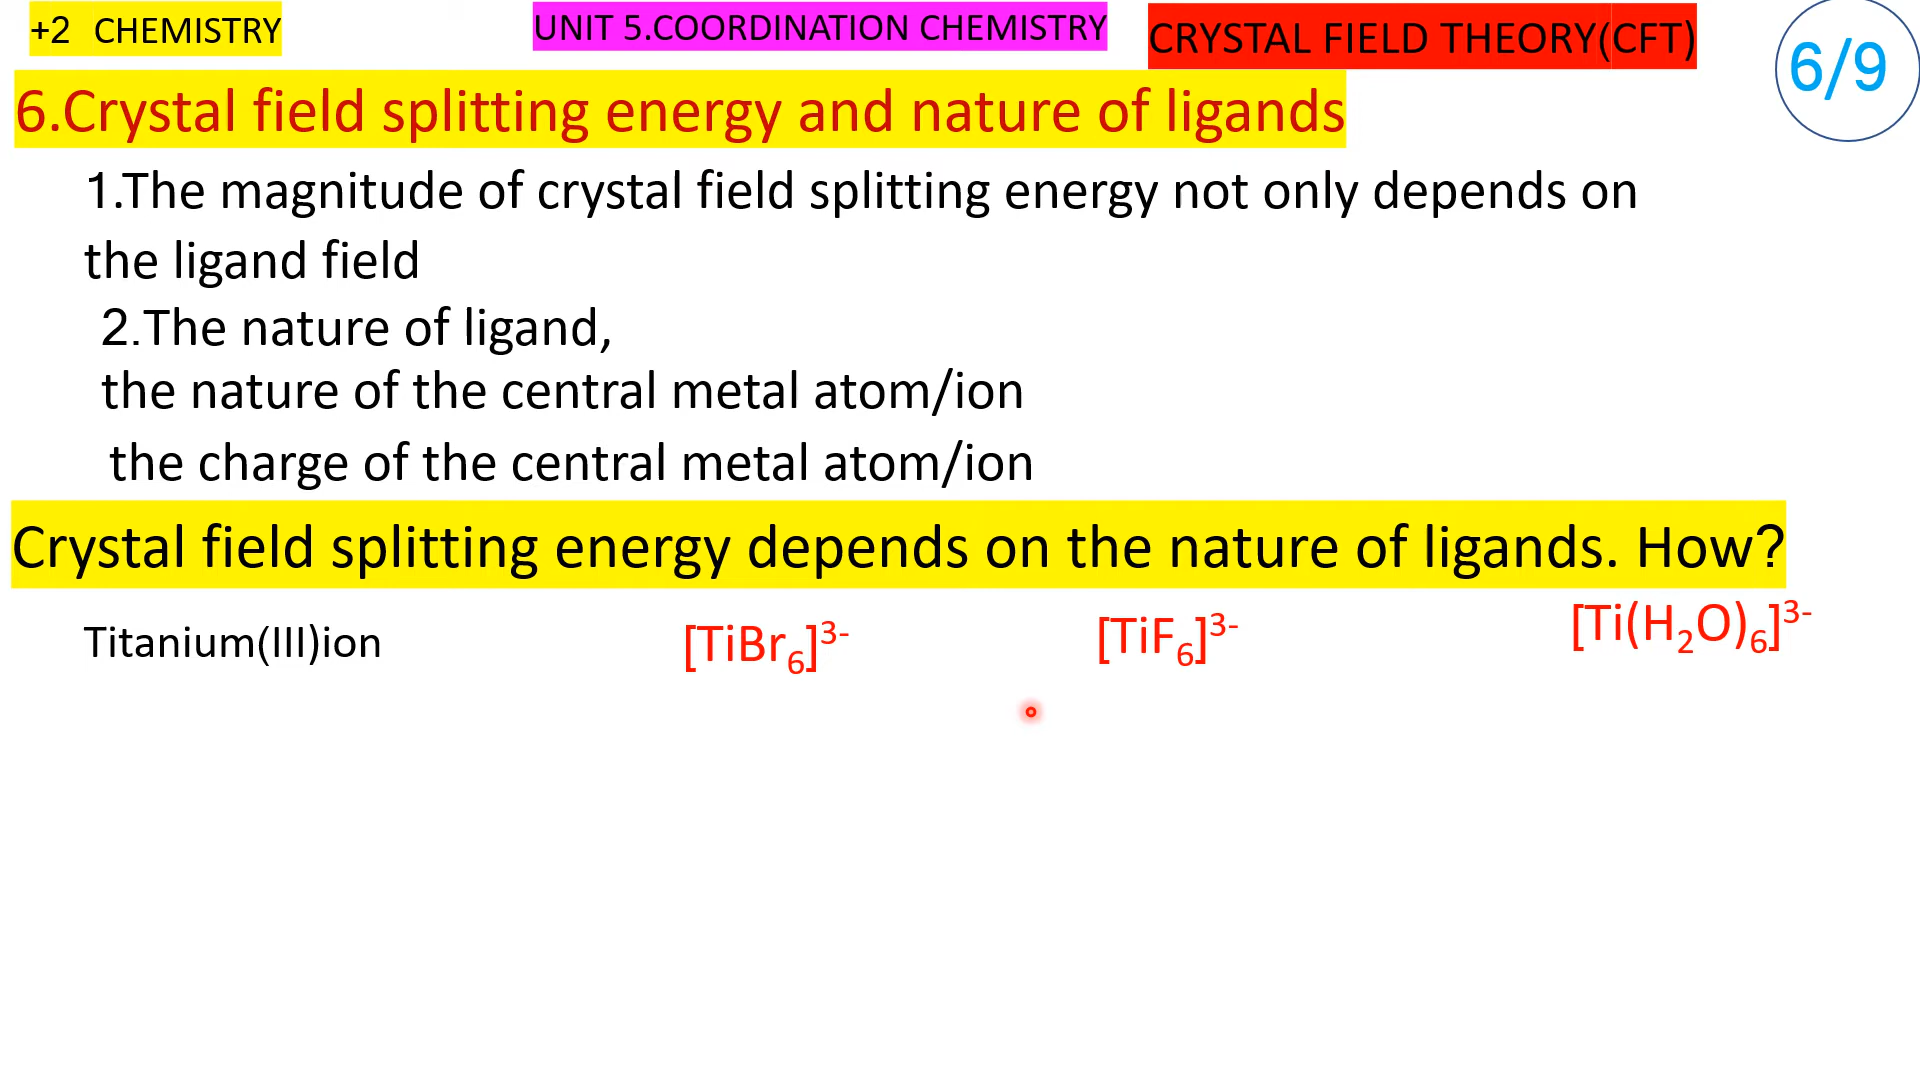 +2 CHEMISTRY
UNIT 5.COORDINATION CHEMISTRY
CRYSTAL FIELD THEORY(CFT)
6/9
6.Crystal field splitting energy and nature of ligands
1.The magnitude of crystal field splitting energy not only depends on
the ligand field
2.The nature of ligand,
the nature of the central metal atom/ion
the charge of the central metal atom/ion
Crystal field splitting energy depends on the nature of ligands. How?
Titanium(III)ion [TiBr₆]³⁻ [TiF₆]³⁻ [Ti(H₂O)₆]³⁻